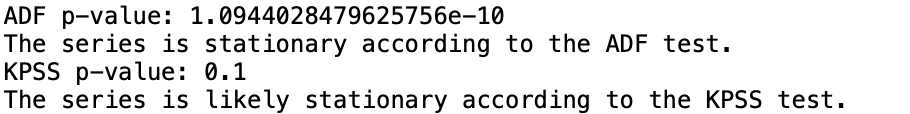 ADF p-value: 1.0944028479625756e-10
The series is stationary according to the ADF test.
KPSS p-value: 0.1
The series is likely stationary according to the KPSS test.